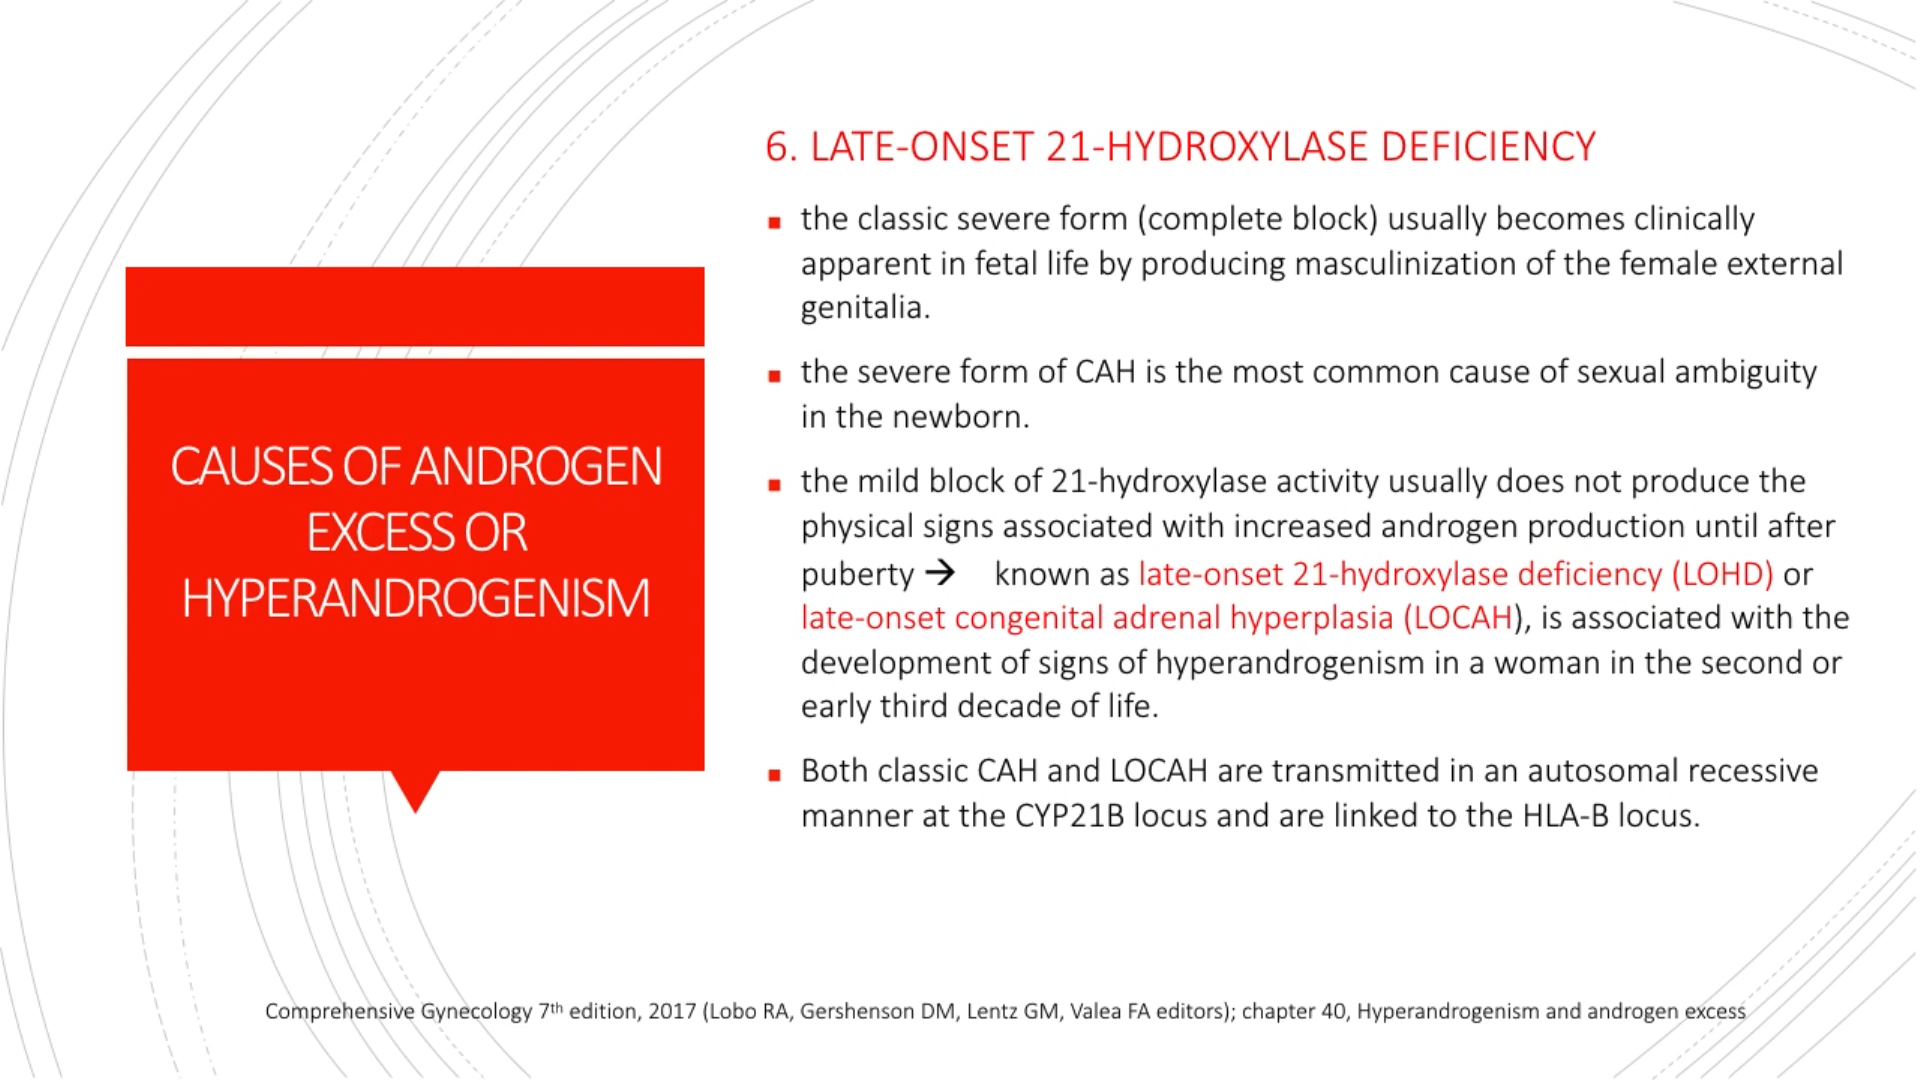 CAUSES OF ANDROGEN
EXCESS OR
HYPERANDROGENISM
6. LATE-ONSET 21-HYDROXYLASE DEFICIENCY
▪ the classic severe form (complete block) usually becomes clinically
apparent in fetal life by producing masculinization of the female external
genitalia.
▪ the severe form of CAH is the most common cause of sexual ambiguity
in the newborn.
▪ the mild block of 21-hydroxylase activity usually does not produce the
physical signs associated with increased androgen production until after
puberty → known as late-onset 21-hydroxylase deficiency (LOHD) or
late-onset congenital adrenal hyperplasia (LOCAH), is associated with the
development of signs of hyperandrogenism in a woman in the second or
early third decade of life.
▪ Both classic CAH and LOCAH are transmitted in an autosomal recessive
manner at the CYP21B locus and are linked to the HLA-B locus.
Comprehensive Gynecology 7th edition, 2017 (Lobo RA, Gershenson DM, Lentz GM, Valea FA editors); chapter 40, Hyperandrogenism and androgen excess